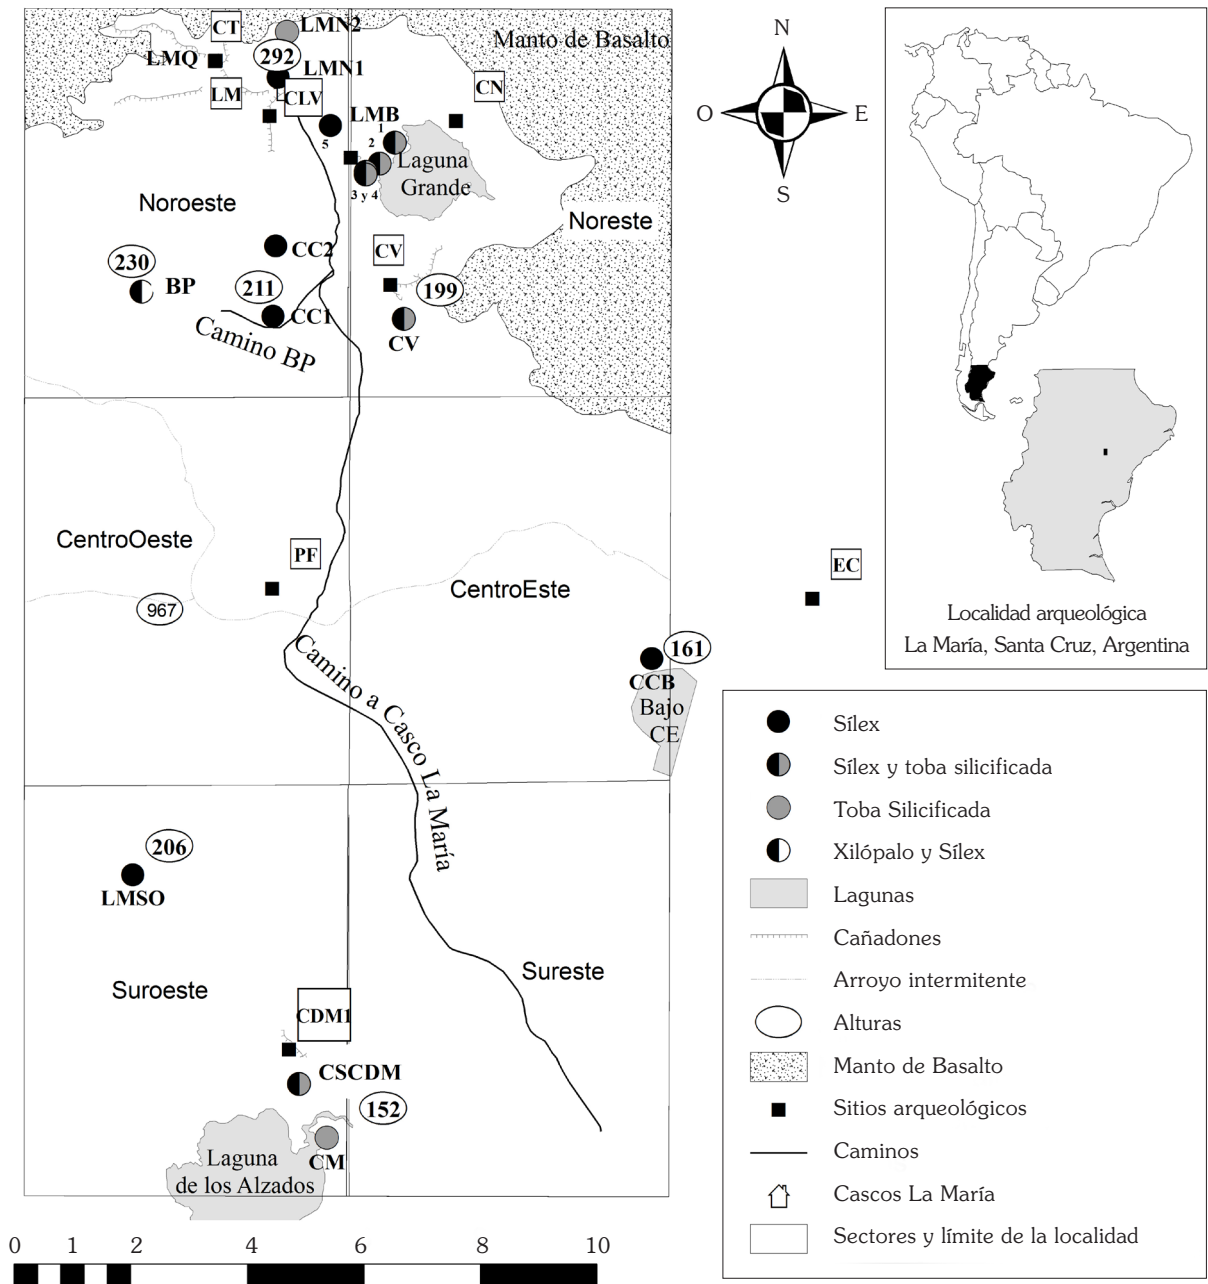 CT
LMN2
Manto de Basalto
LMQ
292
LMN1
LM
CLV
CN
LMB
1
2
5
3 y 4
Laguna
Grande
Noroeste
Noreste
CC2
CV
230
BP
211
199
CC1
CV
Camino BP
CentroOeste
PF
CentroEste
967
EC
161
CCB
Bajo
CE
Camino a Casco La María
206
LMSO
Suroeste
Sureste
CDM1
CSCDM
152
CM
Laguna
de los Alzados
0 1 2 4 6 8 10
N
O E
S
Localidad arqueológica
La María, Santa Cruz, Argentina
Sílex
Sílex y toba silicificada
Toba Silicificada
Xilópalo y Sílex
Lagunas
Cañadones
Arroyo intermitente
Alturas
Manto de Basalto
Sitios arqueológicos
Caminos
Cascos La María
Sectores y límite de la localidad